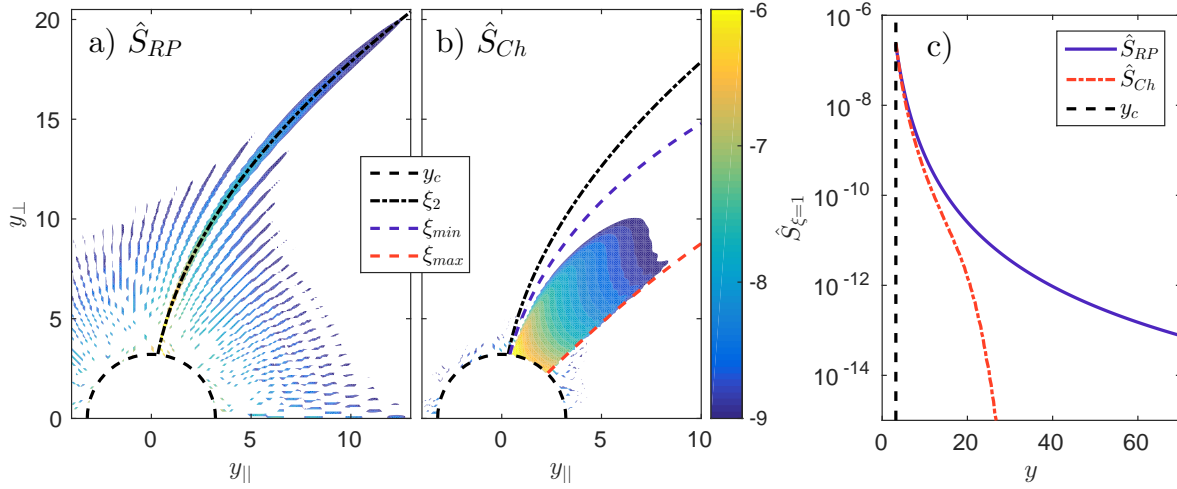 a) Ŝ_RP
y_⊥
20
15
10
5
0
0
5
10
y_||
b) Ŝ_Ch
y_c
ξ_2
ξ_min
ξ_max
0
5
10
y_||
-6
-7
-8
-9
c)
Ŝ_RP
Ŝ_Ch
y_c
Ŝ_ξ=1
10^-6
10^-8
10^-10
10^-12
10^-14
0
20
40
60
y